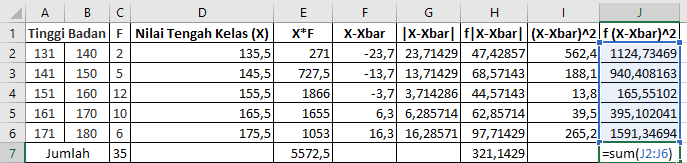 A B C D E F G H I J
1 Tinggi Badan F Nilai Tengah Kelas (X) X*F X-Xbar |X-Xbar| f|X-Xbar| (X-Xbar)^2 f (X-Xbar)^2
2 131 140 2 135,5 271 -23,7 23,71429 47,42857 562,4 1124,73469
3 141 150 5 145,5 727,5 -13,7 13,71429 68,57143 188,1 940,408163
4 151 160 12 155,5 1866 -3,7 3,714286 44,57143 13,8 165,55102
5 161 170 10 165,5 1655 6,3 6,285714 62,85714 39,5 395,102041
6 171 180 6 175,5 1053 16,3 16,28571 97,71429 265,2 1591,34694
7 Jumlah 35 5572,5 321,1429 =sum(J2:J6)